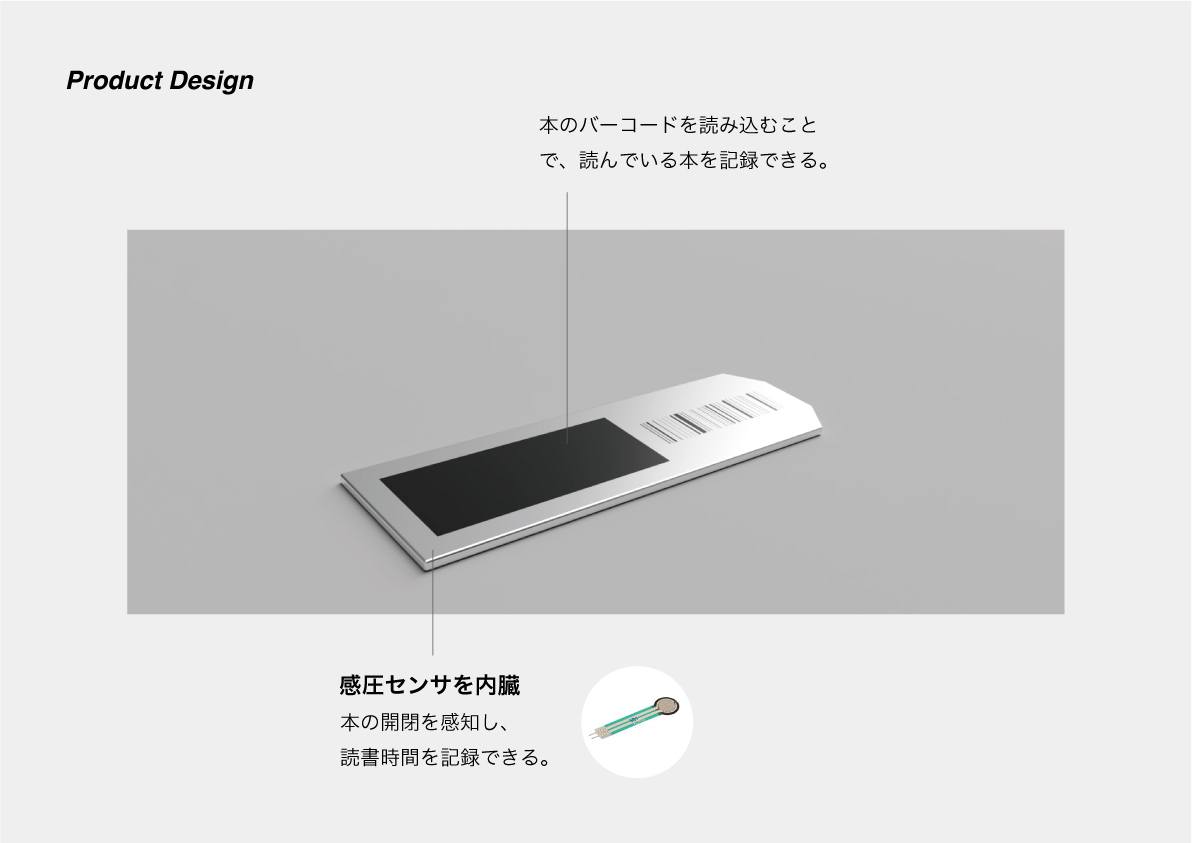 Product Design
本のバーコードを読み込むこと
で、読んでいる本を記録できる。
感圧センサを内臓
本の開閉を感知し、
読書時間を記録できる。